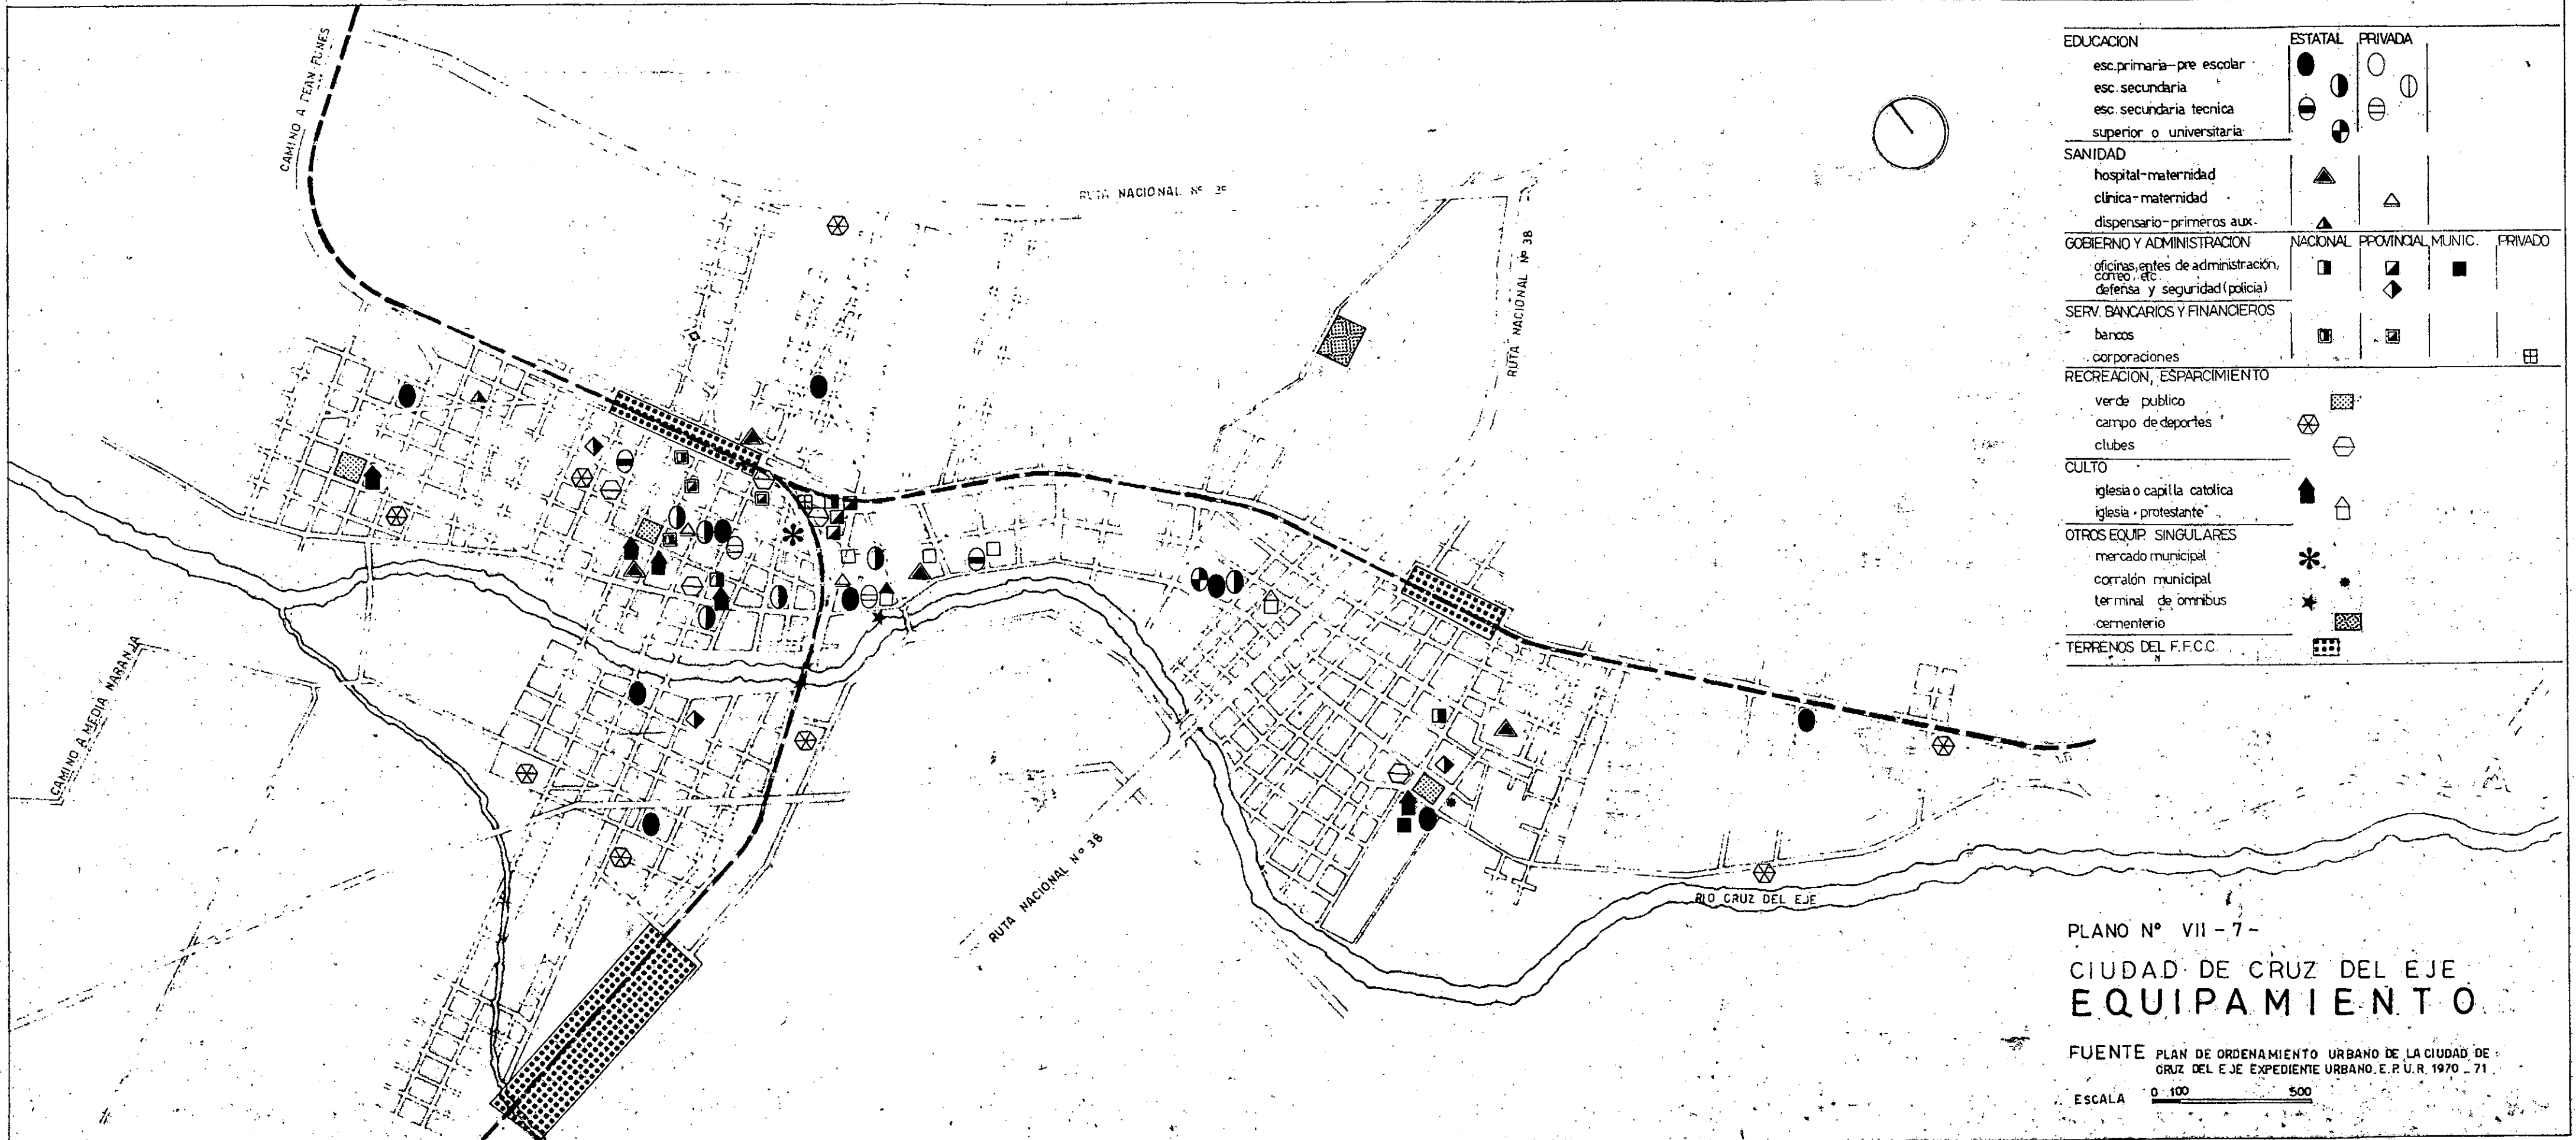 CAMINO A DEAN FUNES
RUTA NACIONAL Nº
RUTA NACIONAL Nº 38
CAMINO A MEDIA NARANJA
RUTA NACIONAL Nº 38
RIO CRUZ DEL EJE
EDUCACION ESTATAL PRIVADA
esc.primaria-pre escolar
esc. secundaria
esc. secundaria tecnica
superior o universitaria
SANIDAD
hospital-maternidad
clinica-maternidad
dispensario-primeros aux.
GOBIERNO Y ADMINISTRACION NACIONAL PROVINCIAL MUNIC. PRIVADO
oficinas,entes de administración,
correo, etc.
defensa y seguridad (policia)
SERV. BANCARIOS Y FINANCIEROS
bancos
corporaciones
RECREACION, ESPARCIMIENTO
verde publico
campo de deportes
clubes
CULTO
iglesia o capilla catolica
iglesia protestante
OTROS EQUIP. SINGULARES
mercado municipal
corralón municipal
terminal de omnibus
cementerio
TERRENOS DEL F.F.C.C.
PLANO Nº VII-7-
CIUDAD DE CRUZ DEL EJE
EQUIPAMIENTO
FUENTE PLAN DE ORDENAMIENTO URBANO DE LA CIUDAD DE
CRUZ DEL EJE EXPEDIENTE URBANO. E.P.U.R. 1970-71
ESCALA 0 100 500